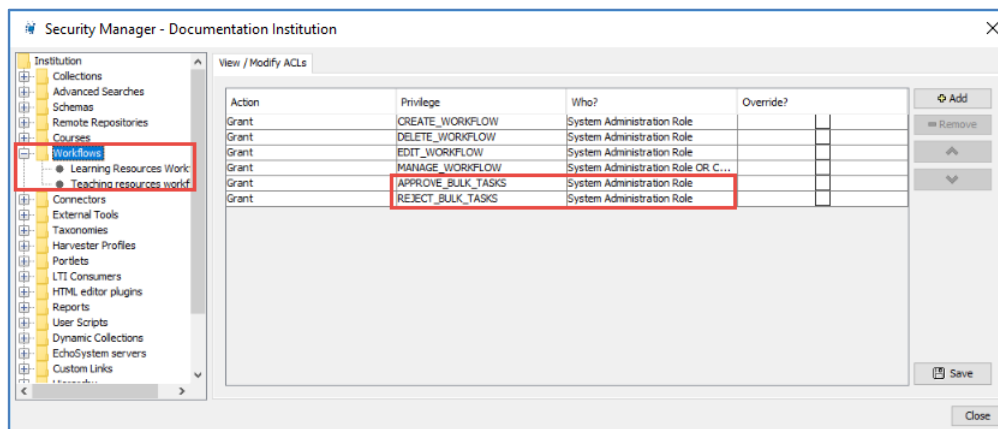 Security Manager - Documentation Institution
Institution
Collections
Advanced Searches
Schemas
Remote Repositories
Courses
Workflows
Learning Resources Work
Teaching resources workf
Connectors
External Tools
Taxonomies
Harvester Profiles
Portlets
LTI Consumers
HTML editor plugins
Reports
User Scripts
Dynamic Collections
EchoSystem servers
Custom Links
View / Modify ACLs
Action Privilege Who? Override?
Grant CREATE_WORKFLOW System Administration Role
Grant DELETE_WORKFLOW System Administration Role
Grant EDIT_WORKFLOW System Administration Role
Grant MANAGE_WORKFLOW System Administration Role OR C...
Grant APPROVE_BULK_TASKS System Administration Role
Grant REJECT_BULK_TASKS System Administration Role
Add
Remove
Save
Close